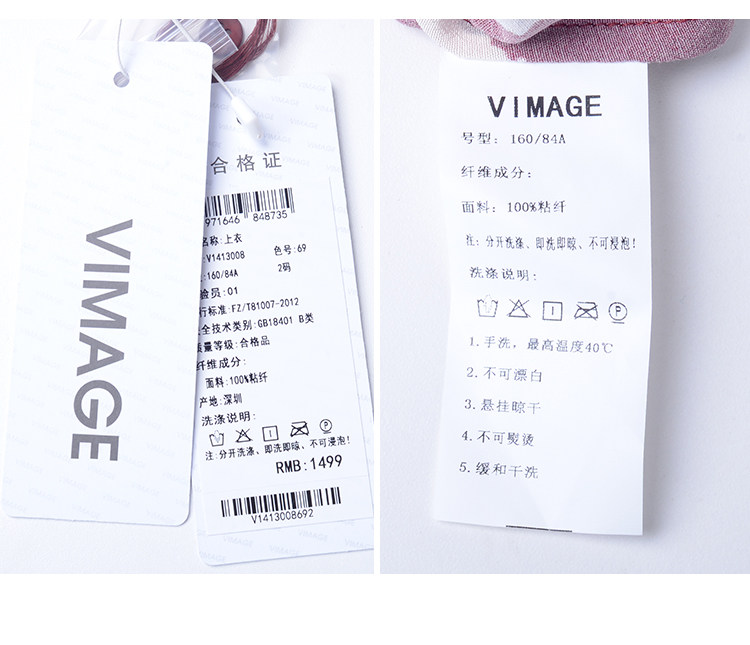 VIMAGE
合格证
971646 848735
名称:上衣
V1413008 色号:69
:160/84A 2码
验员:01
行标准:FZ/T81007-2012
全技术类别:GB18401 B类
质量等级:合格品
纤维成分:
面料:100%粘纤
产地:深圳
洗涤说明:
P
注:分开洗涤、即洗即晾、不可浸泡!
RMB:1499
V1413008692
VIMAGE
号型: 160/84A
纤维成分:
面料: 100%粘纤
注: 分开洗涤、即洗即晾、不可浸泡!
洗涤说明:
P
1.手洗,最高温度40℃
2.不可漂白
3.悬挂晾干
4.不可熨烫
5.缓和干洗